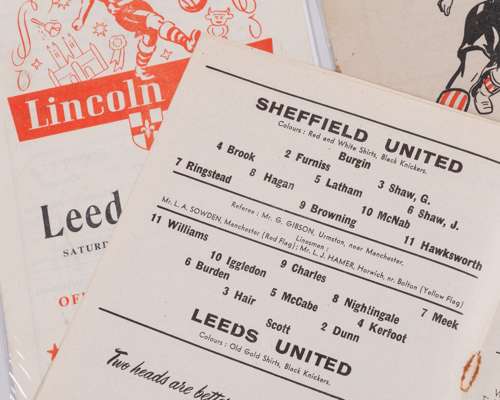 Lincoln
Leed
SATURDA
OF
SHEFFIELD UNITED
Colours : Red and White Shirts, Black Knickers.
Burgin
2 Furniss 3 Shaw, G.
4 Brook 5 Latham 6 Shaw, J.
7 Ringstead 8 Hagan 9 Browning 10 McNab 11 Hawksworth
Referee : Mr. G. GIBSON, Urmston, near Manchester.
Linesmen :
Mr. L. A. SOWDEN, Manchester (Red Flag) ; Mr. L. J. HAMER, Horwich, nr. Bolton (Yellow Flag)
11 Williams 10 Iggledon 9 Charles 8 Nightingale 7 Meek
6 Burden 5 McCabe 4 Kerfoot
3 Hair 2 Dunn
Scott
LEEDS UNITED
Colours : Old Gold Shirts, Black Knickers.
Two heads are better